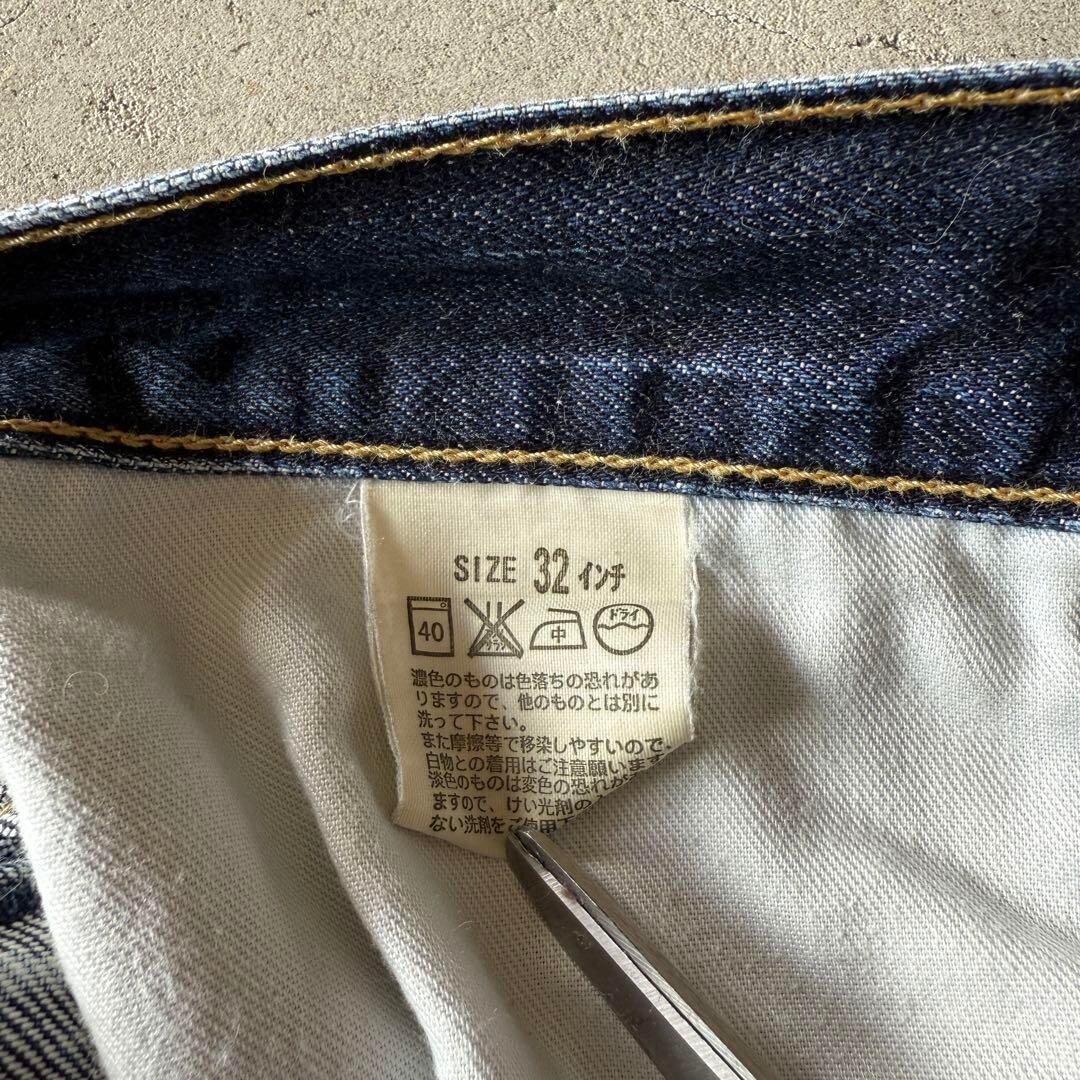 SIZE 32 インチ
40 中 ドライ
濃色のものは色落ちの恐れがあ
りますので、他のものとは別に
洗って下さい。
また摩擦等で移染しやすいので、
白物との着用はご注意願います
淡色のものは変色の恐れが
ますので、けい光剤の
ない洗剤をご使用下